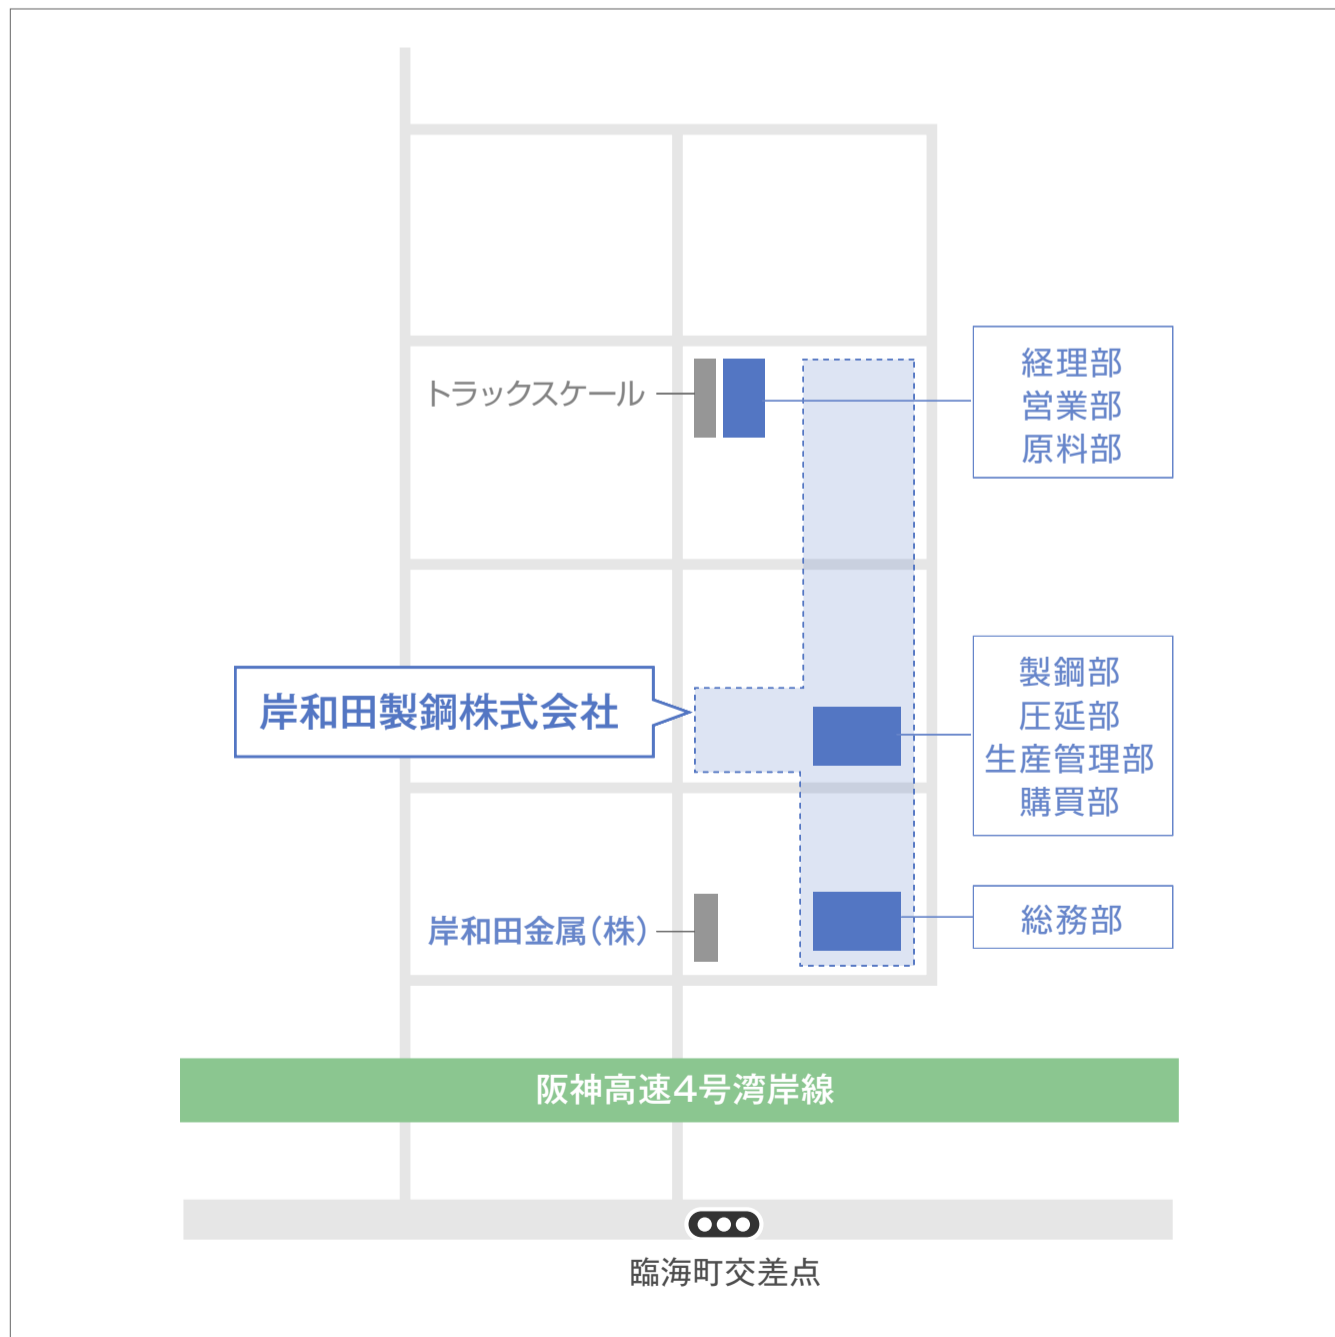 トラックスケール
経理部
営業部
原料部
岸和田製鋼株式会社
製鋼部
圧延部
生産管理部
購買部
岸和田金属(株)
総務部
阪神高速4号湾岸線
臨海町交差点